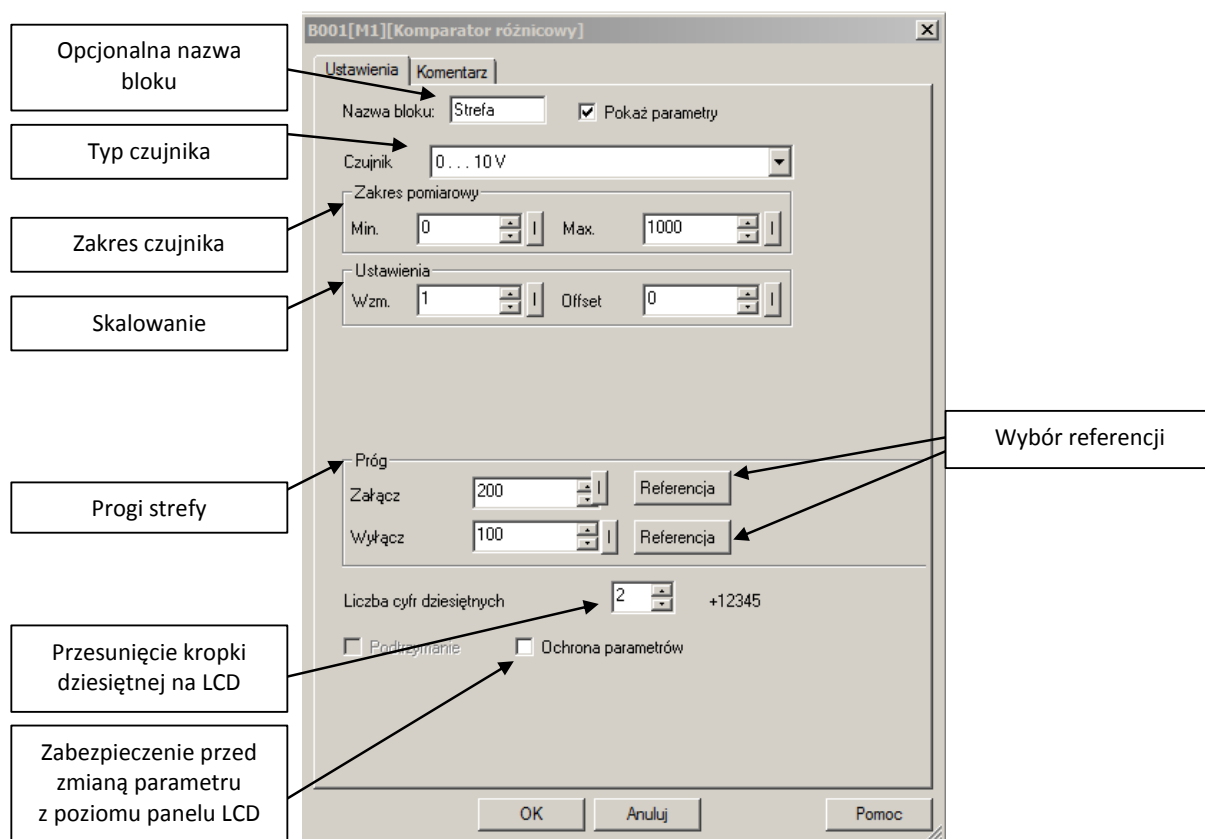 Opcjonalna nazwa
bloku
Typ czujnika
Zakres czujnika
Skalowanie
Progi strefy
Przesunięcie kropki
dziesiętnej na LCD
Zabezpieczenie przed
zmianą parametru
z poziomu panelu LCD
B001[M1][Komparator różnicowy]
Ustawienia Komentarz
Nazwa bloku: Strefa Pokaż parametry
Czujnik 0 . . . 10 V
Zakres pomiarowy
Min. 0 Max. 1000
Ustawienia
Wzm. 1 Offset 0
Próg
Załącz 200 Referencja
Wyłącz 100 Referencja
Liczba cyfr dziesiętnych 2 +12345
Podtrzymanie Ochrona parametrów
OK Anuluj Pomoc
Wybór referencji